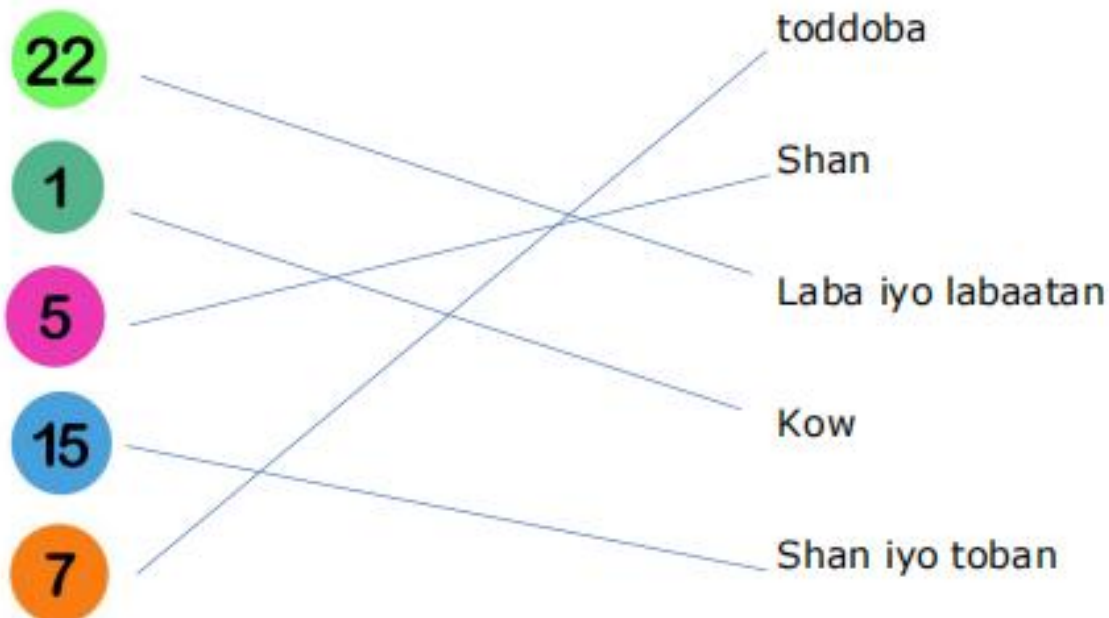 22
toddoba
1
Shan
5
Laba iyo labaatan
15
Kow
7
Shan iyo toban